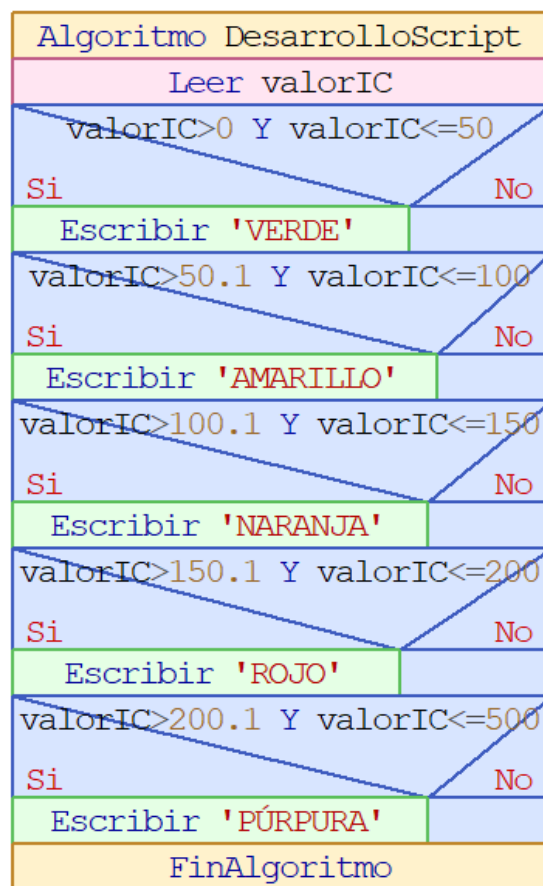 Algoritmo DesarrolloScript
Leer valorIC
valorIC>0 Y valorIC<=50
Si No
Escribir 'VERDE'
valorIC>50.1 Y valorIC<=100
Si No
Escribir 'AMARILLO'
valorIC>100.1 Y valorIC<=150
Si No
Escribir 'NARANJA'
valorIC>150.1 Y valorIC<=200
Si No
Escribir 'ROJO'
valorIC>200.1 Y valorIC<=500
Si No
Escribir 'PÚRPURA'
FinAlgoritmo